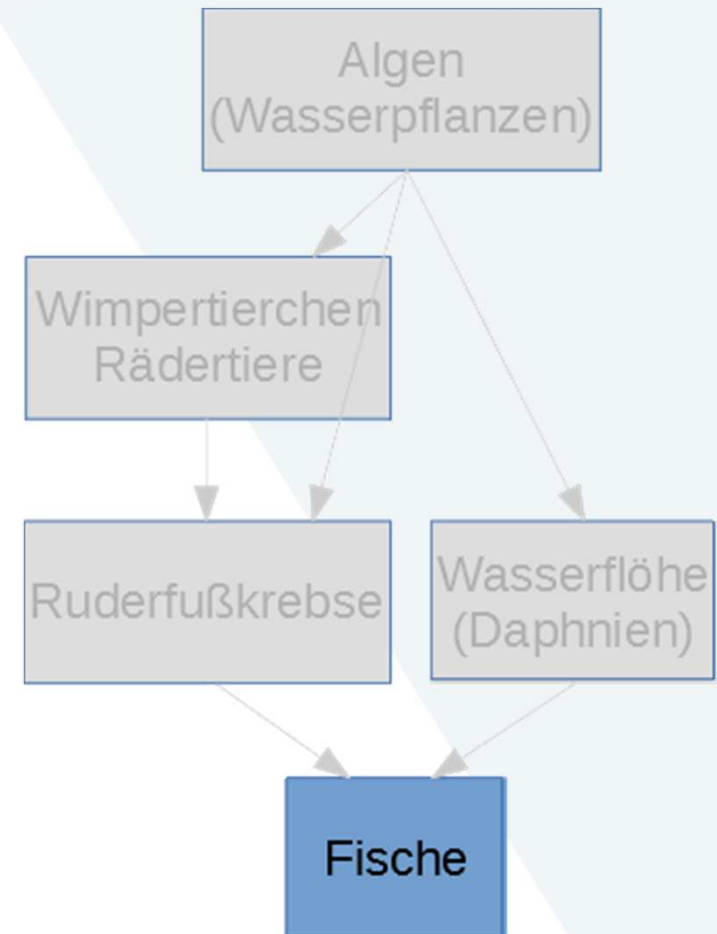 Algen
(Wasserpflanzen)
Wimpertierchen
Rädertiere
Ruderfußkrebse
Wasserflöhe
(Daphnien)
Fische